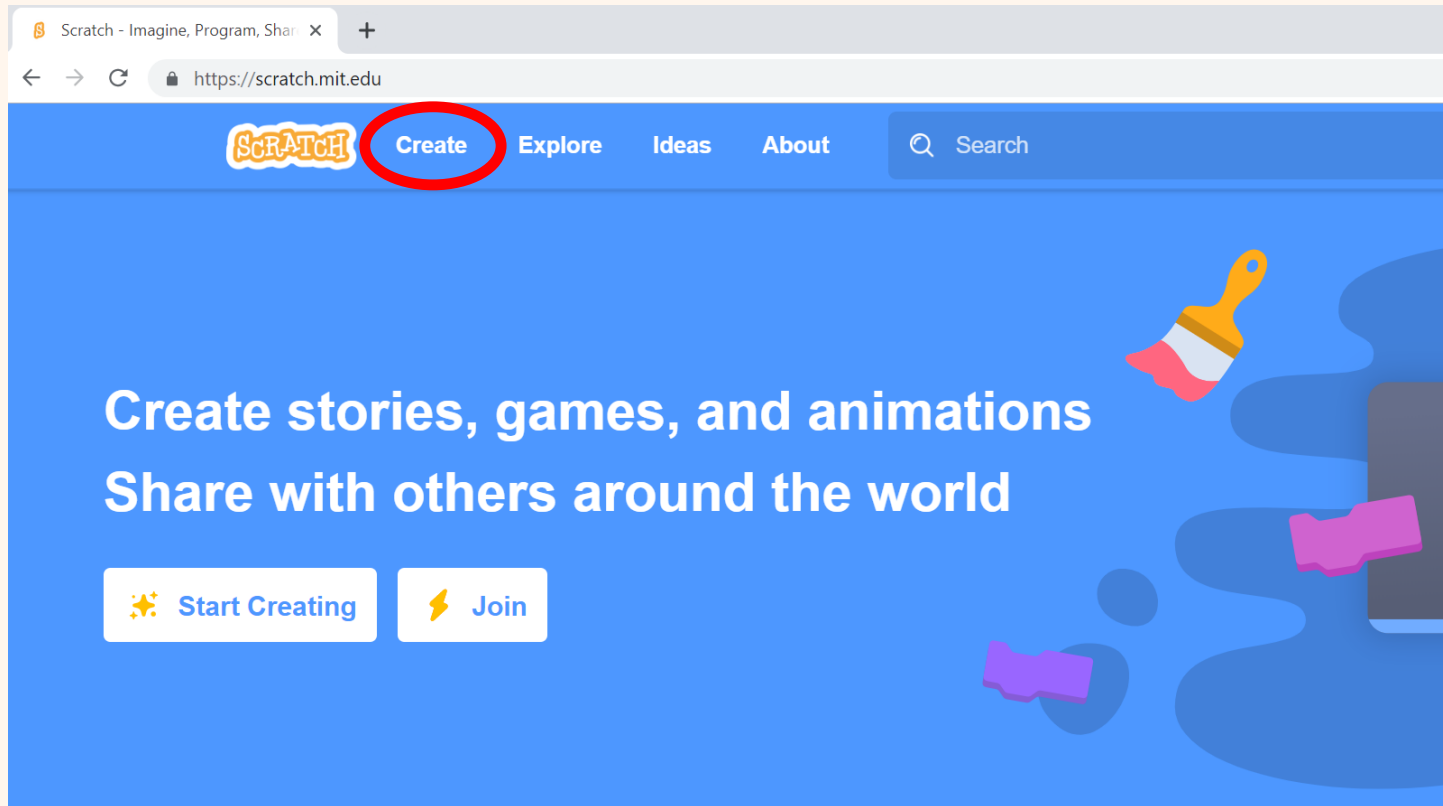 Scratch - Imagine, Program, Shar
https://scratch.mit.edu
SCRATCH Create Explore Ideas About Search
Create stories, games, and animations
Share with others around the world
Start Creating Join